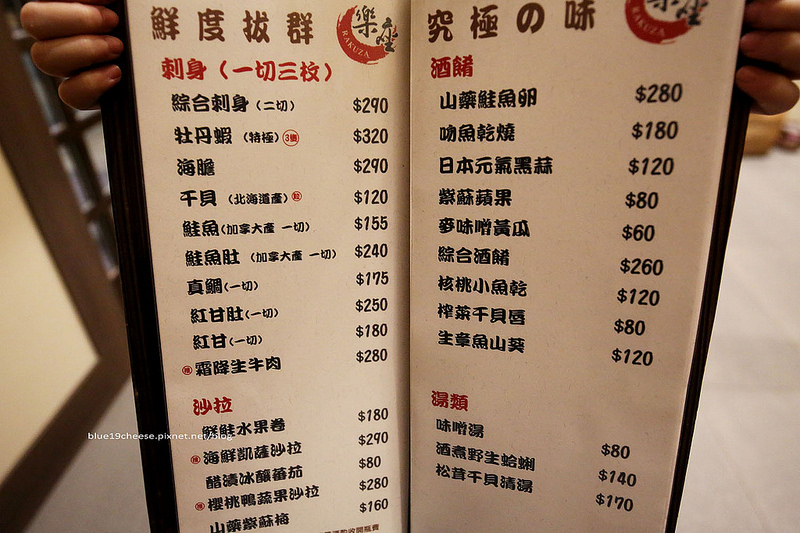 鮮度拔群
樂座
RAKUZA
刺身（一切三枚）
綜合刺身（二切） $290
牡丹蝦（特極）3隻 $320
海膽 $290
干貝（北海道產）粒 $120
鮭魚（加拿大產 一切） $155
鮭魚肚（加拿大產 一切） $240
真鯛（一切） $175
紅甘肚（一切） $250
紅甘（一切） $180
推 霜降生牛肉 $280
沙拉
鮮鮭水果卷 $180
推 海鮮凱薩沙拉 $290
醋漬冰釀蕃茄 $80
推 櫻桃鴨蔬果沙拉 $280
山藥紫蘇梅 $160
究極の味
樂座
RAKUZA
酒餚
山藥鮭魚卵 $280
吻魚乾燒 $180
日本元氣黑蒜 $120
紫蘇蘋果 $80
麥味噌黃瓜 $60
綜合酒餚 $260
核桃小魚乾 $120
榨菜干貝唇 $80
生章魚山葵 $120
湯類
味噌湯 $80
酒煮野生蛤蜊 $140
松茸干貝清湯 $170
blue19cheese.pixnet.net/blog